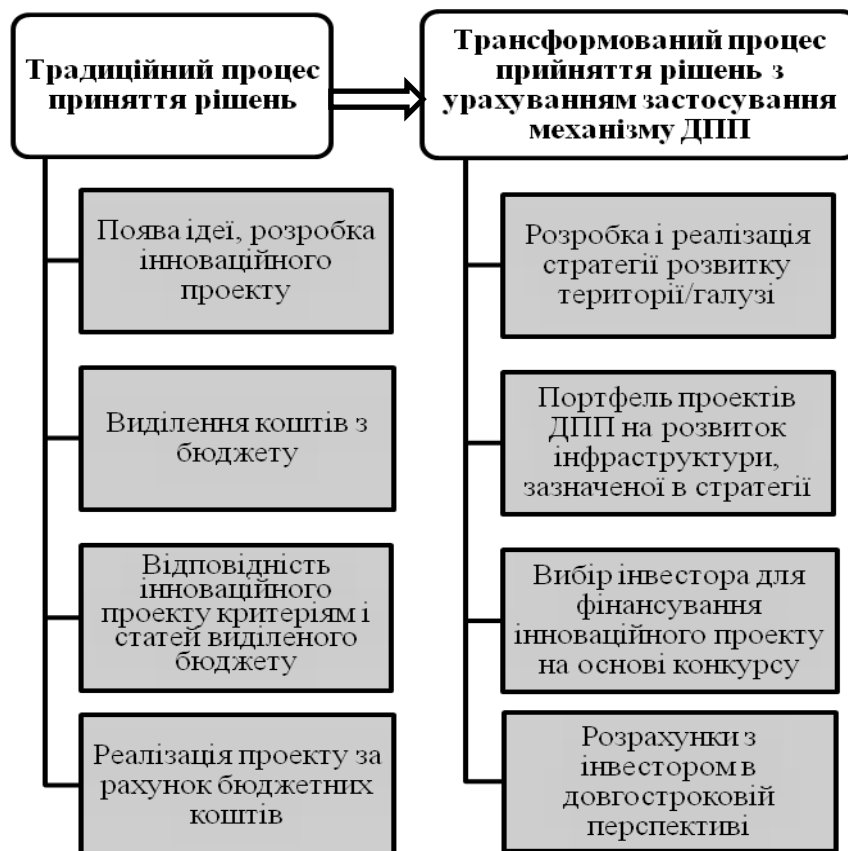 Традиційний процес
приняття рішень
Трансформований процес
прийняття рішень з
урахуванням застосування
механізму ДПП
Поява ідеї, розробка
інноваційного
проекту
Виділення коштів з
бюджету
Відповідність
інноваційного
проекту критеріям і
статей виділеного
бюджету
Реалізація проекту за
рахунок бюджетних
коштів
Розробка і реалізація
стратегії розвитку
території/галузі
Портфель проектів
ДПП на розвиток
інфраструктури,
зазначеної в стратегії
Вибір інвестора для
фінансування
інноваційного проекту
на основі конкурсу
Розрахунки з
інвестором в
довгостроковій
перспективі